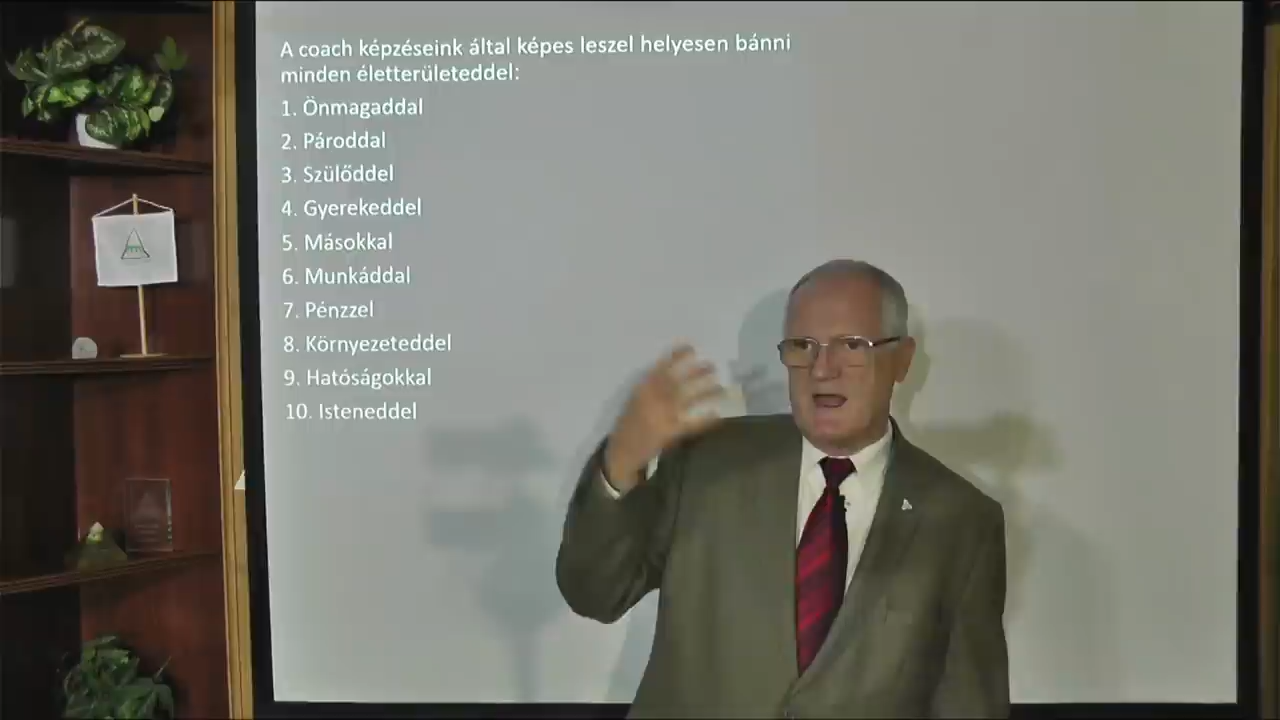 A coach képzéseink által képes leszel helyesen bánni
minden életterületeddel:
1. Önmagaddal
2. Pároddal
3. Szülőddel
4. Gyerekeddel
5. Másokkal
6. Munkáddal
7. Pénzzel
8. Környezeteddel
9. Hatóságokkal
10. Isteneddel